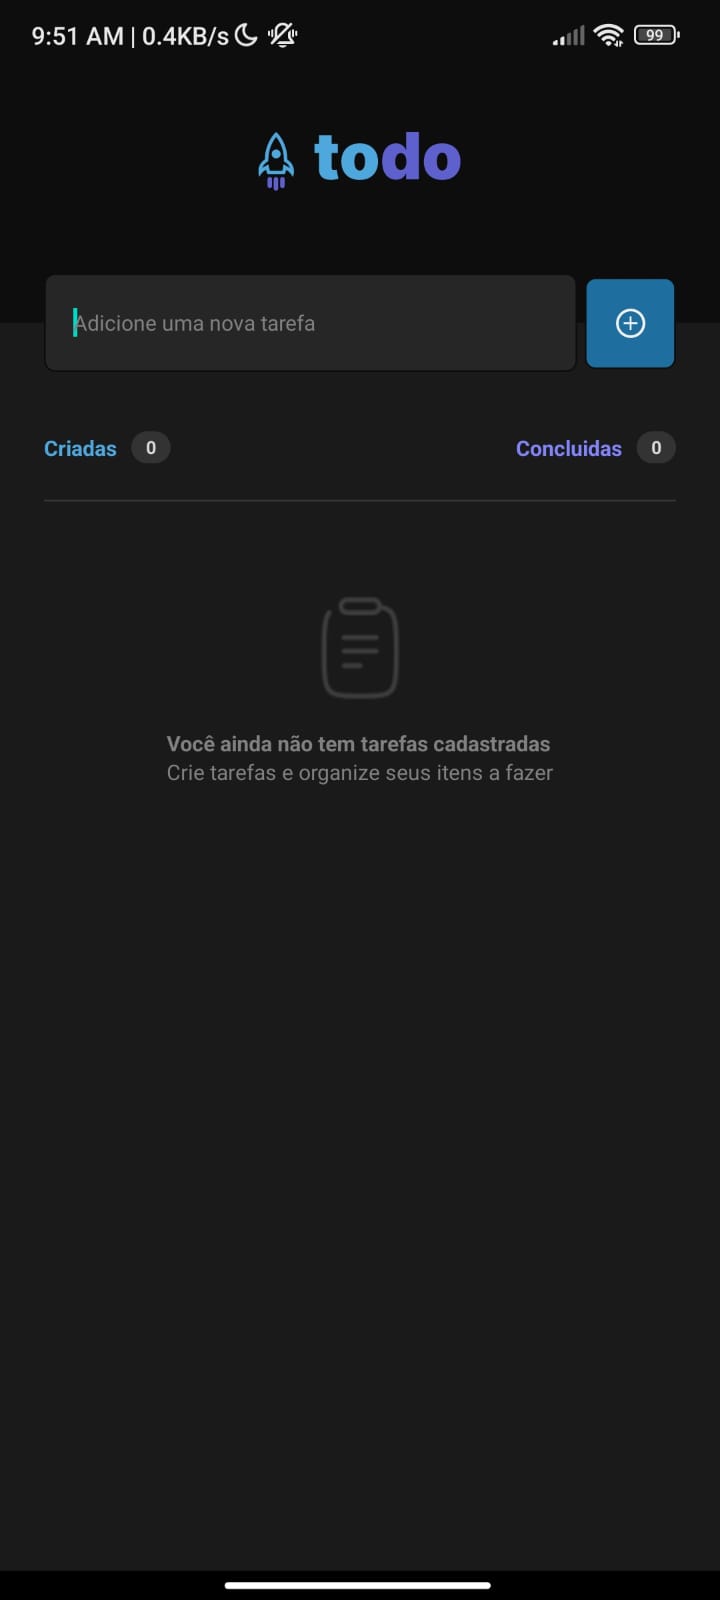 9:51 AM | 0.4KB/s 99
todo
Adicione uma nova tarefa
Criadas 0 Concluidas 0
Você ainda não tem tarefas cadastradas
Crie tarefas e organize seus itens a fazer